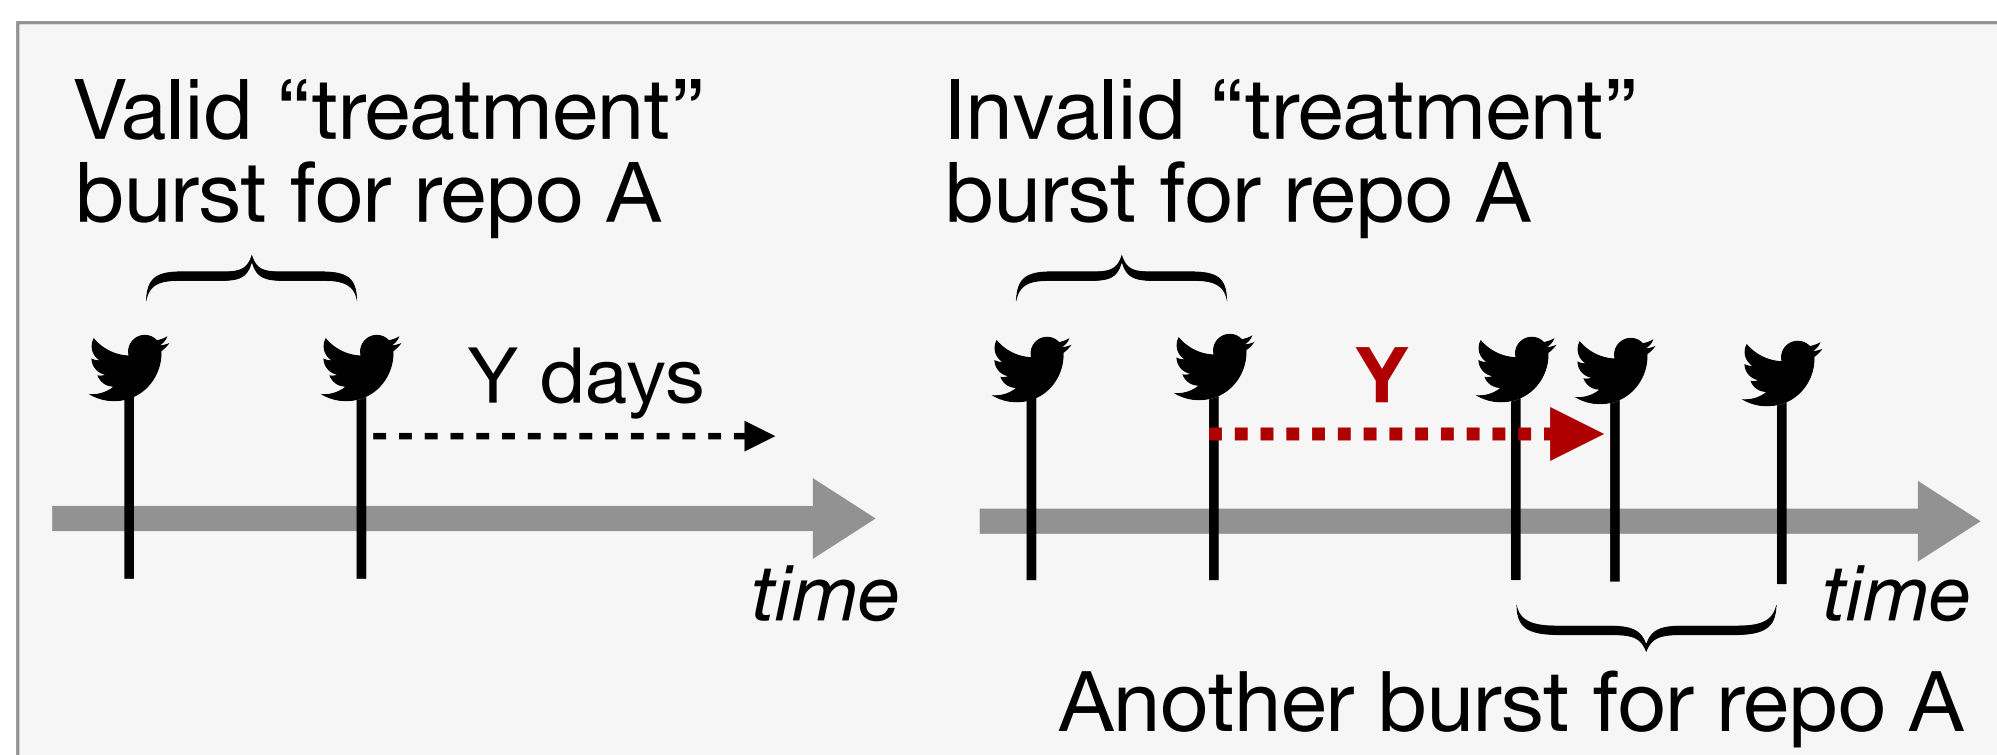 Valid “treatment”
burst for repo A
Y days
time
Invalid “treatment”
burst for repo A
Y
time
Another burst for repo A